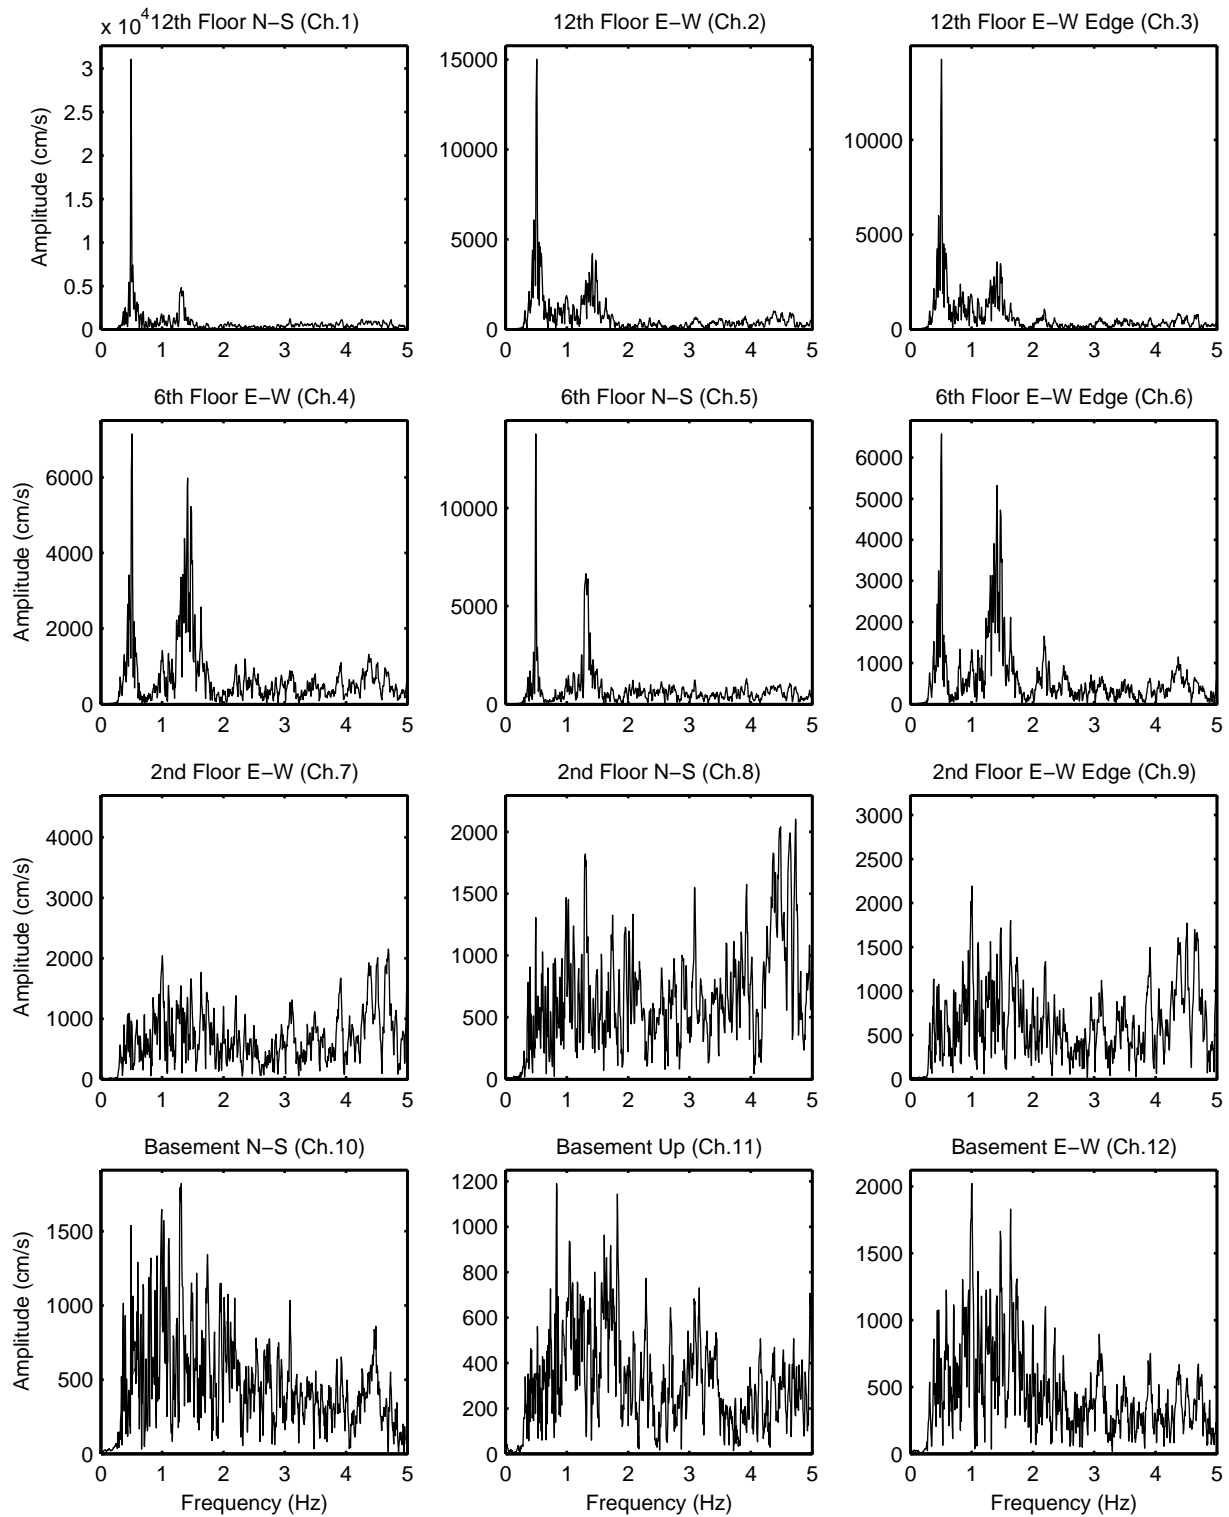 x 10^4 12th Floor N−S (Ch.1)
12th Floor E−W (Ch.2)
12th Floor E−W Edge (Ch.3)
Amplitude (cm/s)
3
2.5
2
1.5
1
0.5
0
0 1 2 3 4 5
15000
10000
5000
0
0 1 2 3 4 5
10000
5000
0
0 1 2 3 4 5
6th Floor E−W (Ch.4)
6th Floor N−S (Ch.5)
6th Floor E−W Edge (Ch.6)
Amplitude (cm/s)
6000
4000
2000
0
0 1 2 3 4 5
10000
5000
0
0 1 2 3 4 5
6000
5000
4000
3000
2000
1000
0
0 1 2 3 4 5
2nd Floor E−W (Ch.7)
2nd Floor N−S (Ch.8)
2nd Floor E−W Edge (Ch.9)
Amplitude (cm/s)
4000
3000
2000
1000
0
0 1 2 3 4 5
2000
1500
1000
500
0
0 1 2 3 4 5
3000
2500
2000
1500
1000
500
0
0 1 2 3 4 5
Basement N−S (Ch.10)
Basement Up (Ch.11)
Basement E−W (Ch.12)
Amplitude (cm/s)
1500
1000
500
0
0 1 2 3 4 5
Frequency (Hz)
1200
1000
800
600
400
200
0
0 1 2 3 4 5
Frequency (Hz)
2000
1500
1000
500
0
0 1 2 3 4 5
Frequency (Hz)